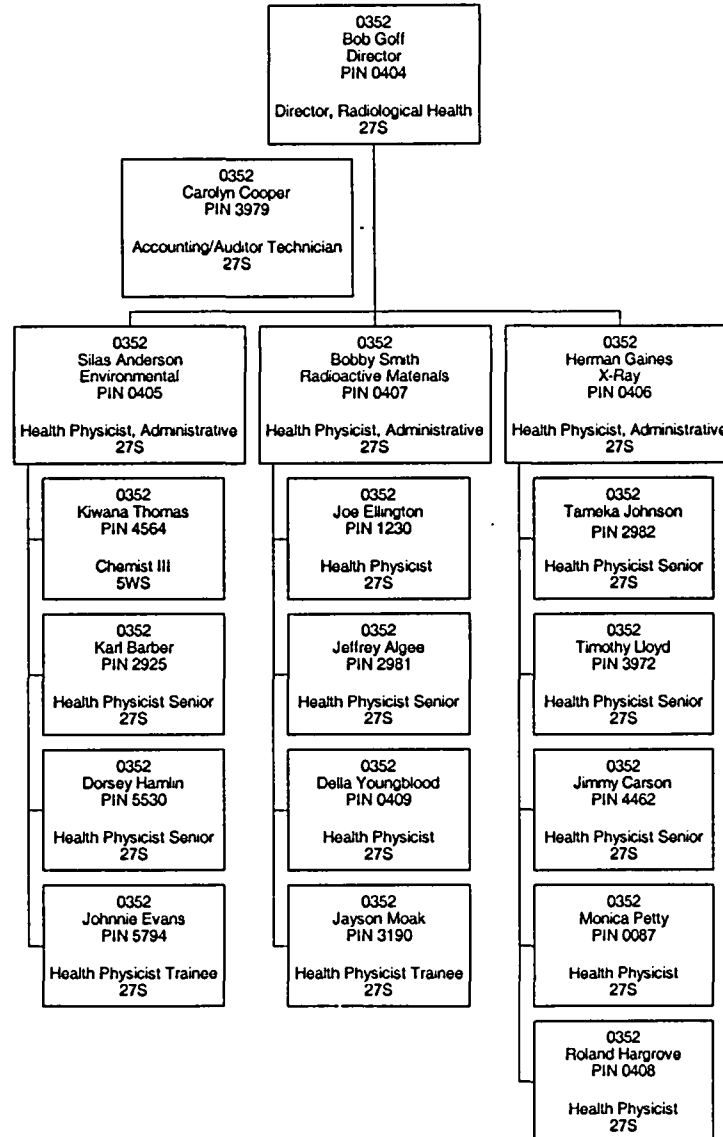 0352
Bob Goff
Director
PIN 0404
Director, Radiological Health
27S
0352
Carolyn Cooper
PIN 3979
Accounting/Auditor Technician
27S
0352
Silas Anderson
Environmental
PIN 0405
Health Physicist, Administrative
27S
0352
Kiwana Thomas
PIN 4564
Chemist III
5WS
0352
Karl Barber
PIN 2925
Health Physicist Senior
27S
0352
Dorsey Hamlin
PIN 5530
Health Physicist Senior
27S
0352
Johnnie Evans
PIN 5794
Health Physicist Trainee
27S
0352
Bobby Smith
Radioactive Materials
PIN 0407
Health Physicist, Administrative
27S
0352
Joe Ellington
PIN 1230
Health Physicist
27S
0352
Jeffrey Algee
PIN 2981
Health Physicist Senior
27S
0352
Della Youngblood
PIN 0409
Health Physicist
27S
0352
Jayson Moak
PIN 3190
Health Physicist Trainee
27S
0352
Herman Gaines
X-Ray
PIN 0406
Health Physicist, Administrative
27S
0352
Tameka Johnson
PIN 2982
Health Physicist Senior
27S
0352
Timothy Lloyd
PIN 3972
Health Physicist Senior
27S
0352
Jimmy Carson
PIN 4462
Health Physicist Senior
27S
0352
Monica Petty
PIN 0087
Health Physicist
27S
0352
Roland Hargrove
PIN 0408
Health Physicist
27S